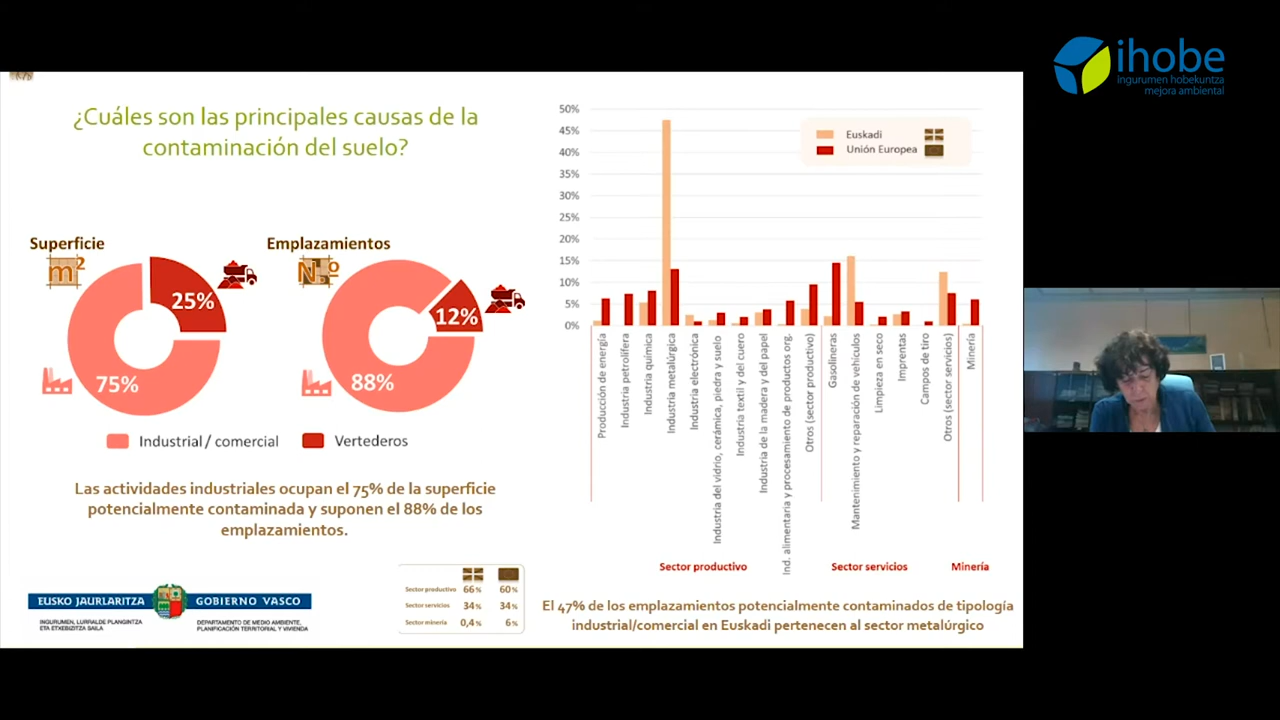 ihobe
ingurumen hobekuntza
mejora ambiental
¿Cuáles son las principales causas de la
contaminación del suelo?
Superficie
m²
25%
75%
Emplazamientos
N.º
12%
88%
Industrial / comercial
Vertederos
Las actividades industriales ocupan el 75% de la superficie
potencialmente contaminada y suponen el 88% de los
emplazamientos.
EUSKO JAURLARITZA
GOBIERNO VASCO
INGURUMEN, LURRALDE PLANGINTZA
ETA ETXEBIZITZA SAILA
DEPARTAMENTO DE MEDIO AMBIENTE,
PLANIFICACIÓN TERRITORIAL Y VIVIENDA
Sector productivo 66% 60%
Sector servicios 34% 34%
Sector minería 0,4% 6%
50%
45%
40%
35%
30%
25%
20%
15%
10%
5%
0%
Euskadi
Unión Europea
Producción de energía
Industria petrolífera
Industria química
Industria metalúrgica
Industria electrónica
Industria del vidrio, cerámica, piedra y suelo
Industria textil y del cuero
Industria de la madera y del papel
Ind. alimentaria y procesamiento de productos org.
Otros (sector productivo)
Gasolineras
Mantenimiento y reparación de vehículos
Limpieza en seco
Imprentas
Campos de tiro
Otros (sector servicios)
Minería
Sector productivo
Sector servicios
Minería
El 47% de los emplazamientos potencialmente contaminados de tipología
industrial/comercial en Euskadi pertenecen al sector metalúrgico